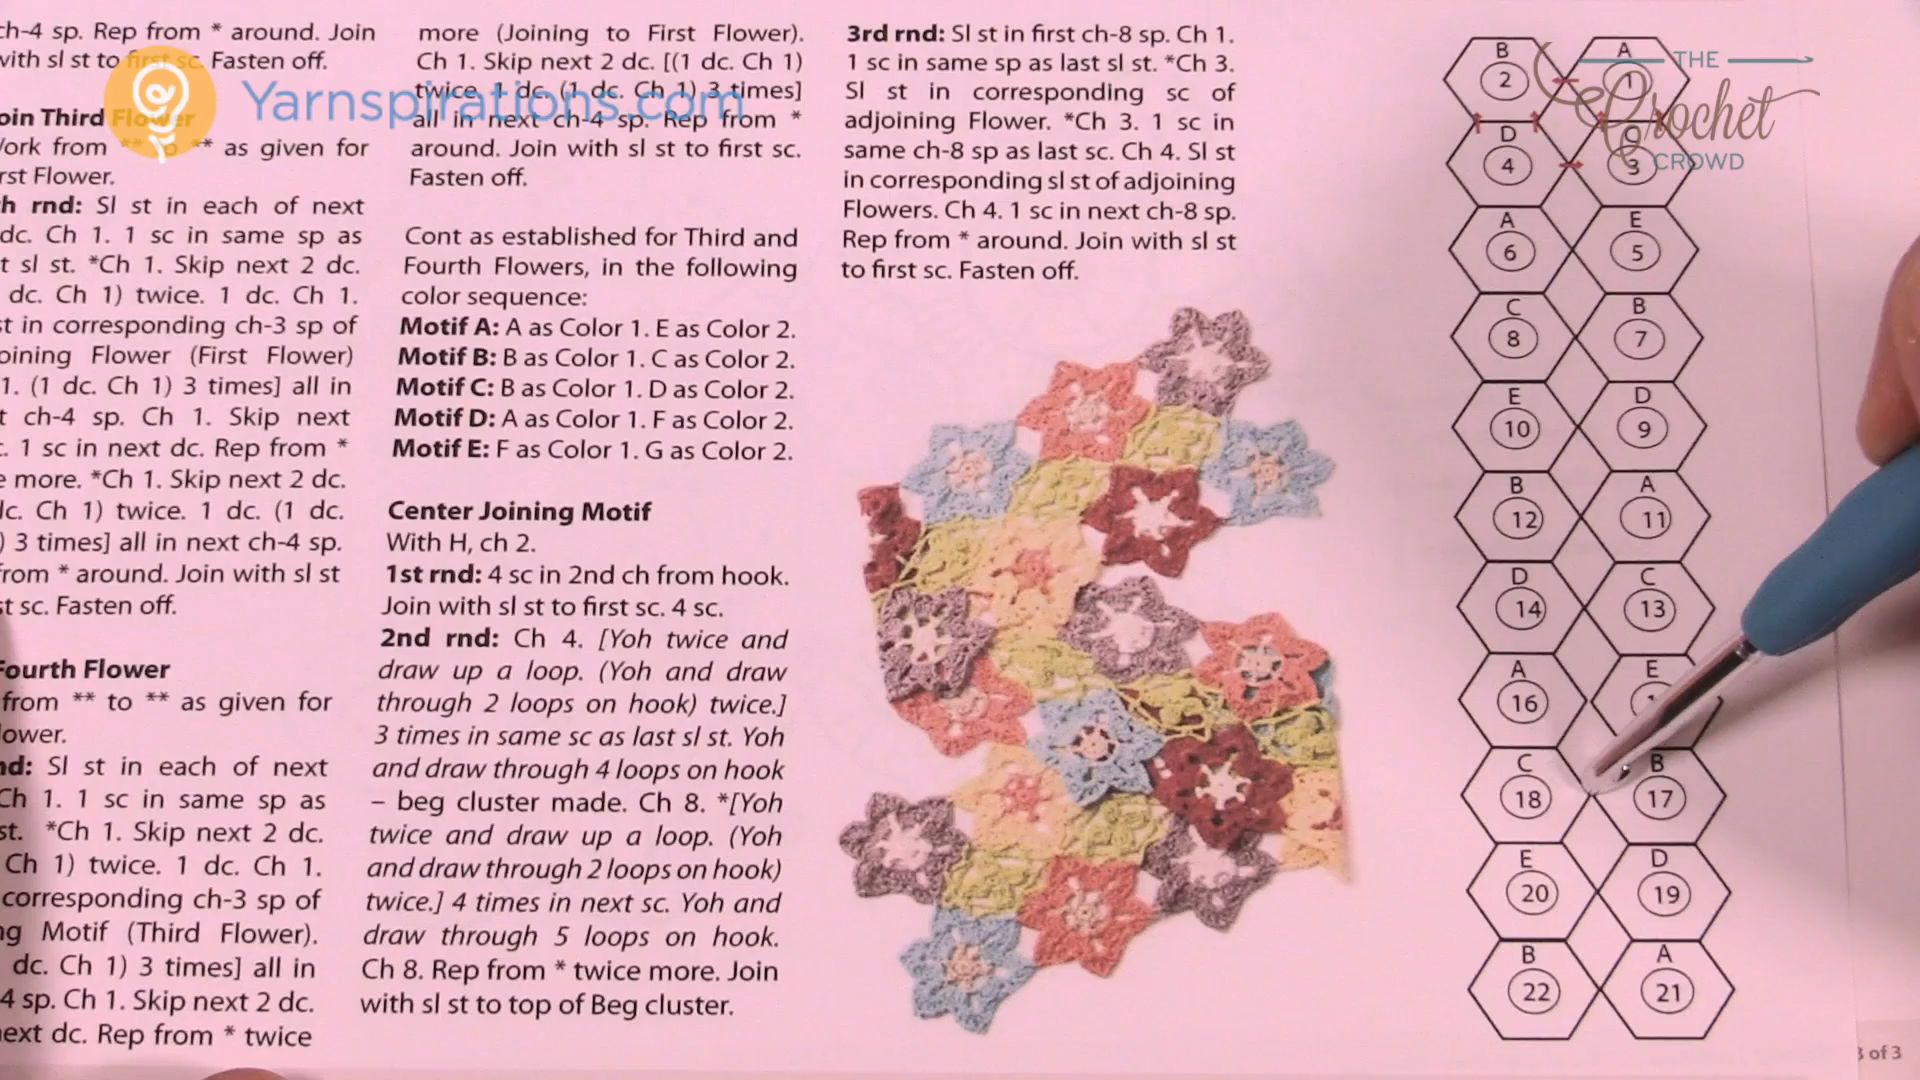 ch-4 sp. Rep from * around. Join
with sl st to first sc. Fasten off.
Join Third Flower
Work from ** to ** as given for
First Flower.
rnd: Sl st in each of next
dc. Ch 1. 1 sc in same sp as
sl st. *Ch 1. Skip next 2 dc.
dc. Ch 1) twice. 1 dc. Ch 1.
in corresponding ch-3 sp of
Flower (First Flower)
1. (1 dc. Ch 1) 3 times] all in
ch-4 sp. Ch 1. Skip next
1 sc in next dc. Rep from *
more. *Ch 1. Skip next 2 dc.
dc. Ch 1) twice. 1 dc. (1 dc.
) 3 times] all in next ch-4 sp.
from * around. Join with sl st
sc. Fasten off.
Fourth Flower
from ** to ** as given for
Flower.
Sl st in each of next
Ch 1. 1 sc in same sp as
st. *Ch 1. Skip next 2 dc.
Ch 1) twice. 1 dc. Ch 1.
corresponding ch-3 sp of
Motif (Third Flower).
dc. Ch 1) 3 times] all in
4 sp. Ch 1. Skip next 2 dc.
next dc. Rep from * twice
Yarnspirations.com
more (Joining to First Flower).
Ch 1. Skip next 2 dc. [(1 dc. Ch 1)
twice. 1 dc. (1 dc. Ch 1) 3 times]
all in next ch-4 sp. Rep from *
around. Join with sl st to first sc.
Fasten off.
Cont as established for Third and
Fourth Flowers, in the following
color sequence:
Motif A: A as Color 1. E as Color 2.
Motif B: B as Color 1. C as Color 2.
Motif C: B as Color 1. D as Color 2.
Motif D: A as Color 1. F as Color 2.
Motif E: F as Color 1. G as Color 2.
Center Joining Motif
With H, ch 2.
1st rnd: 4 sc in 2nd ch from hook.
Join with sl st to first sc. 4 sc.
2nd rnd: Ch 4. [Yoh twice and
draw up a loop. (Yoh and draw
through 2 loops on hook) twice.]
3 times in same sc as last sl st. Yoh
and draw through 4 loops on hook
– beg cluster made. Ch 8. *[Yoh
twice and draw up a loop. (Yoh
and draw through 2 loops on hook)
twice.] 4 times in next sc. Yoh and
draw through 5 loops on hook.
Ch 8. Rep from * twice more. Join
with sl st to top of Beg cluster.
3rd rnd: Sl st in first ch-8 sp. Ch 1.
1 sc in same sp as last sl st. *Ch 3.
Sl st in corresponding sc of
adjoining Flower. *Ch 3. 1 sc in
same ch-8 sp as last sc. Ch 4. Sl st
in corresponding sl st of adjoining
Flowers. Ch 4. 1 sc in next ch-8 sp.
Rep from * around. Join with sl st
to first sc. Fasten off.
THE
Crochet
CROWD
B A
2 1
D
4 3
A E
6 5
C B
8 7
E D
10 9
B A
12 11
D C
14 13
A E
16
C B
18 17
E D
20 19
B A
22 21
of 3